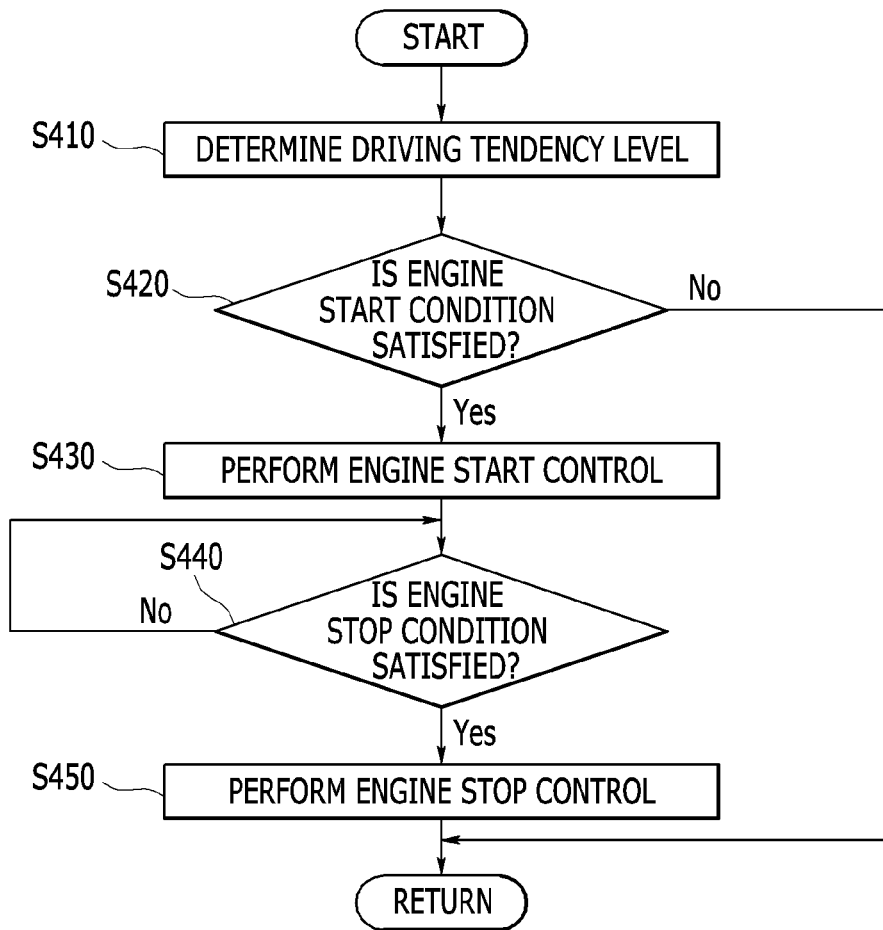 START
S410
DETERMINE DRIVING TENDENCY LEVEL
S420
IS ENGINE
START CONDITION
SATISFIED?
No
Yes
S430
PERFORM ENGINE START CONTROL
S440
No
IS ENGINE
STOP CONDITION
SATISFIED?
Yes
S450
PERFORM ENGINE STOP CONTROL
RETURN